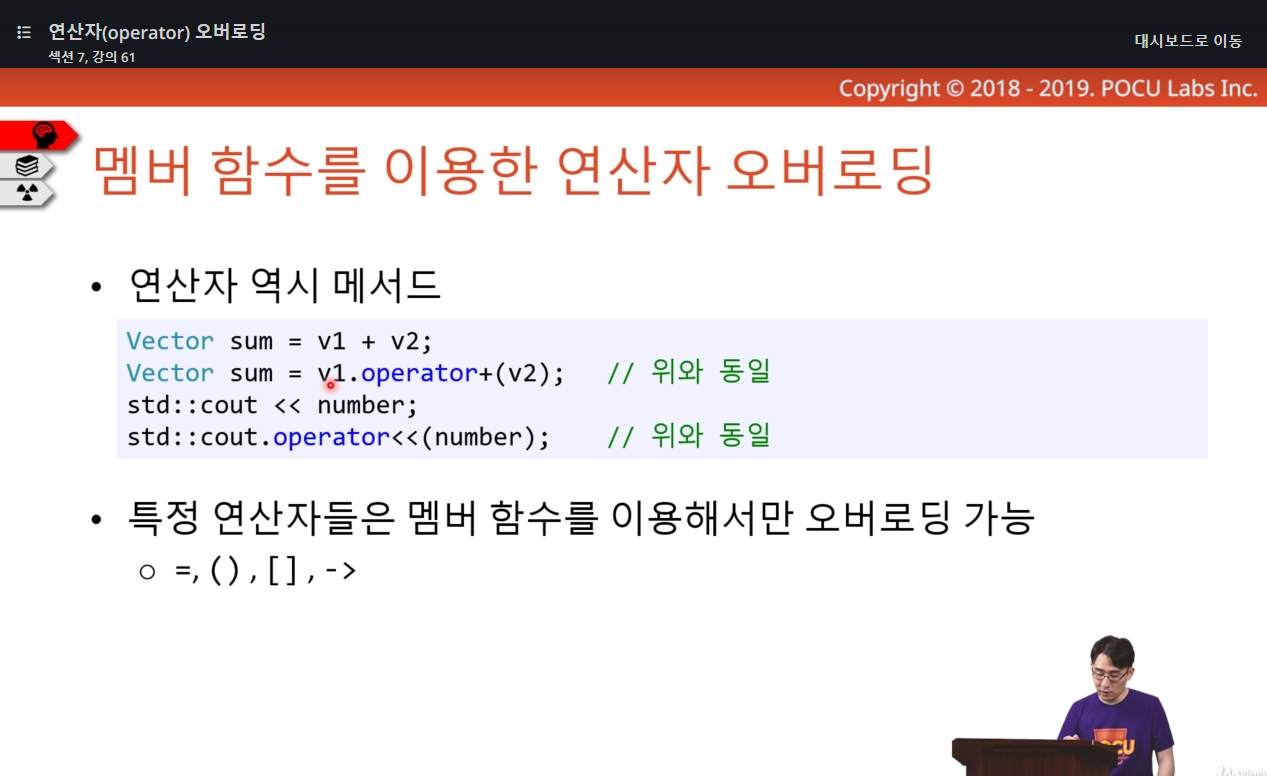 연산자(operator) 오버로딩
섹션 7, 강의 61
대시보드로 이동
Copyright © 2018 - 2019. POCU Labs Inc.
멤버 함수를 이용한 연산자 오버로딩
• 연산자 역시 메서드
Vector sum = v1 + v2;
Vector sum = v1.operator+(v2); // 위와 동일
std::cout << number;
std::cout.operator<<(number); // 위와 동일
• 특정 연산자들은 멤버 함수를 이용해서만 오버로딩 가능
○ =, (), [], ->